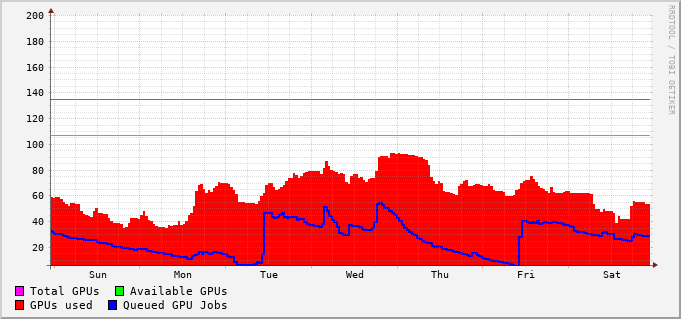 200
180
160
140
120
100
80
60
40
20
Sun Mon Tue Wed Thu Fri Sat
Total GPUs Available GPUs
GPUs used Queued GPU Jobs
RRDTOOL / TOBI OETIKER